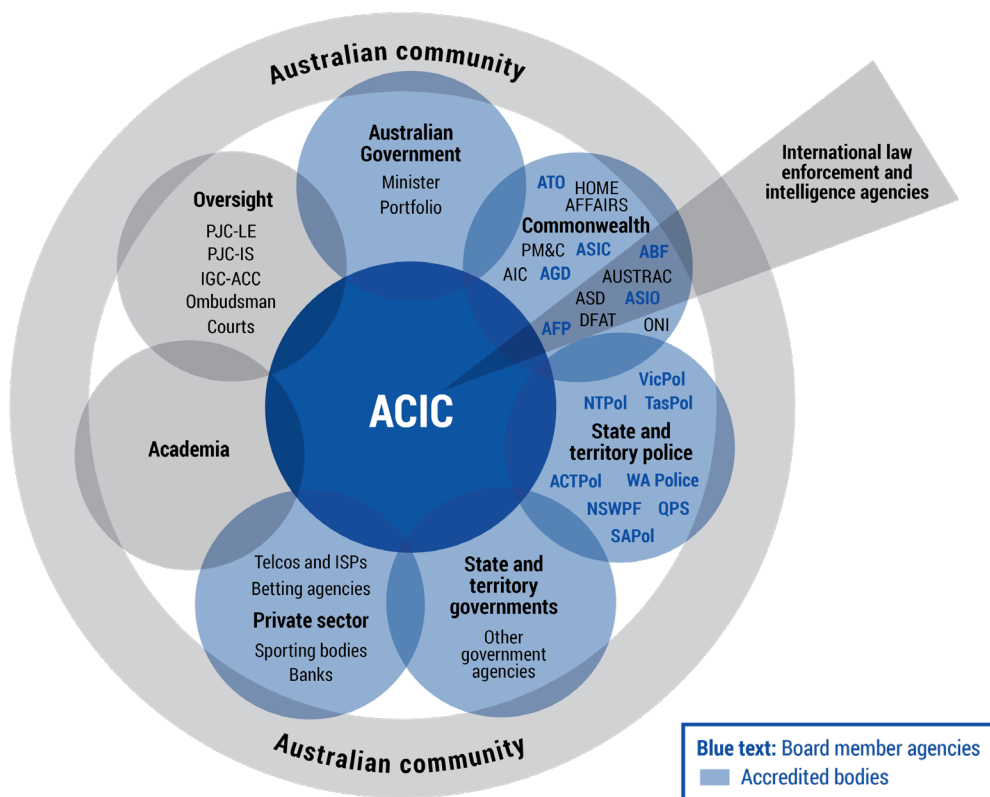 Australian community
Australian
Government
Minister
Portfolio
Oversight
PJC-LE
PJC-IS
IGC-ACC
Ombudsman
Courts
ATO HOME
AFFAIRS
Commonwealth
PM&C ASIC ABF
AIC AGD AUSTRAC
ASD ASIO
AFP DFAT ONI
International law
enforcement and
intelligence agencies
ACIC
VicPol
NTPol TasPol
State and
territory police
ACTPol WA Police
NSWPF QPS
SAPol
Academia
Telcos and ISPs
Betting agencies
Private sector
Sporting bodies
Banks
State and
territory
governments
Other
government
agencies
Australian community
Blue text: Board member agencies
Accredited bodies